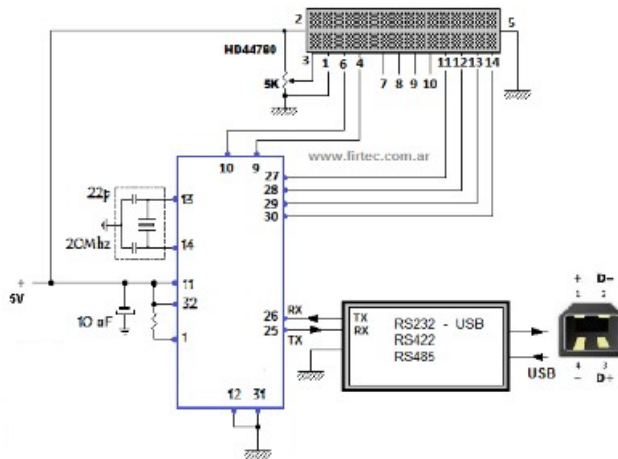 2
5
HD44780
3 1 6 4 11 12 13 14
5K
7 8 9 10
www.firtec.com.ar
10 9
27
28
29
30
22pF
13
20Mhz
14
+
5V
11
32
10 uF
1
26 RX
25 TX
TX
RX
RS232 - USB
RS422
RS485
USB
+ D-
1 2
4 3
- D+
12 31